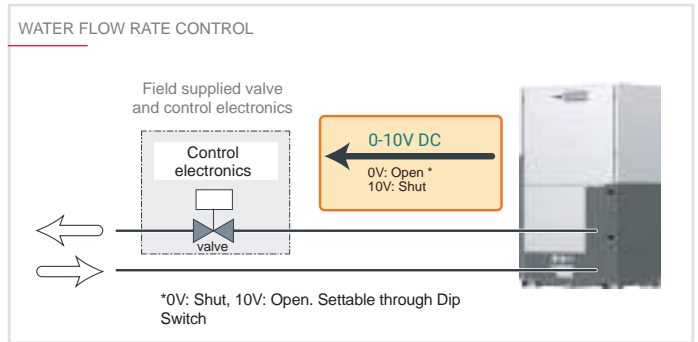 WATER FLOW RATE CONTROL
Field supplied valve
and control electronics
Control
electronics
0-10V DC
0V: Open *
10V: Shut
valve
*0V: Shut, 10V: Open. Settable through Dip
Switch